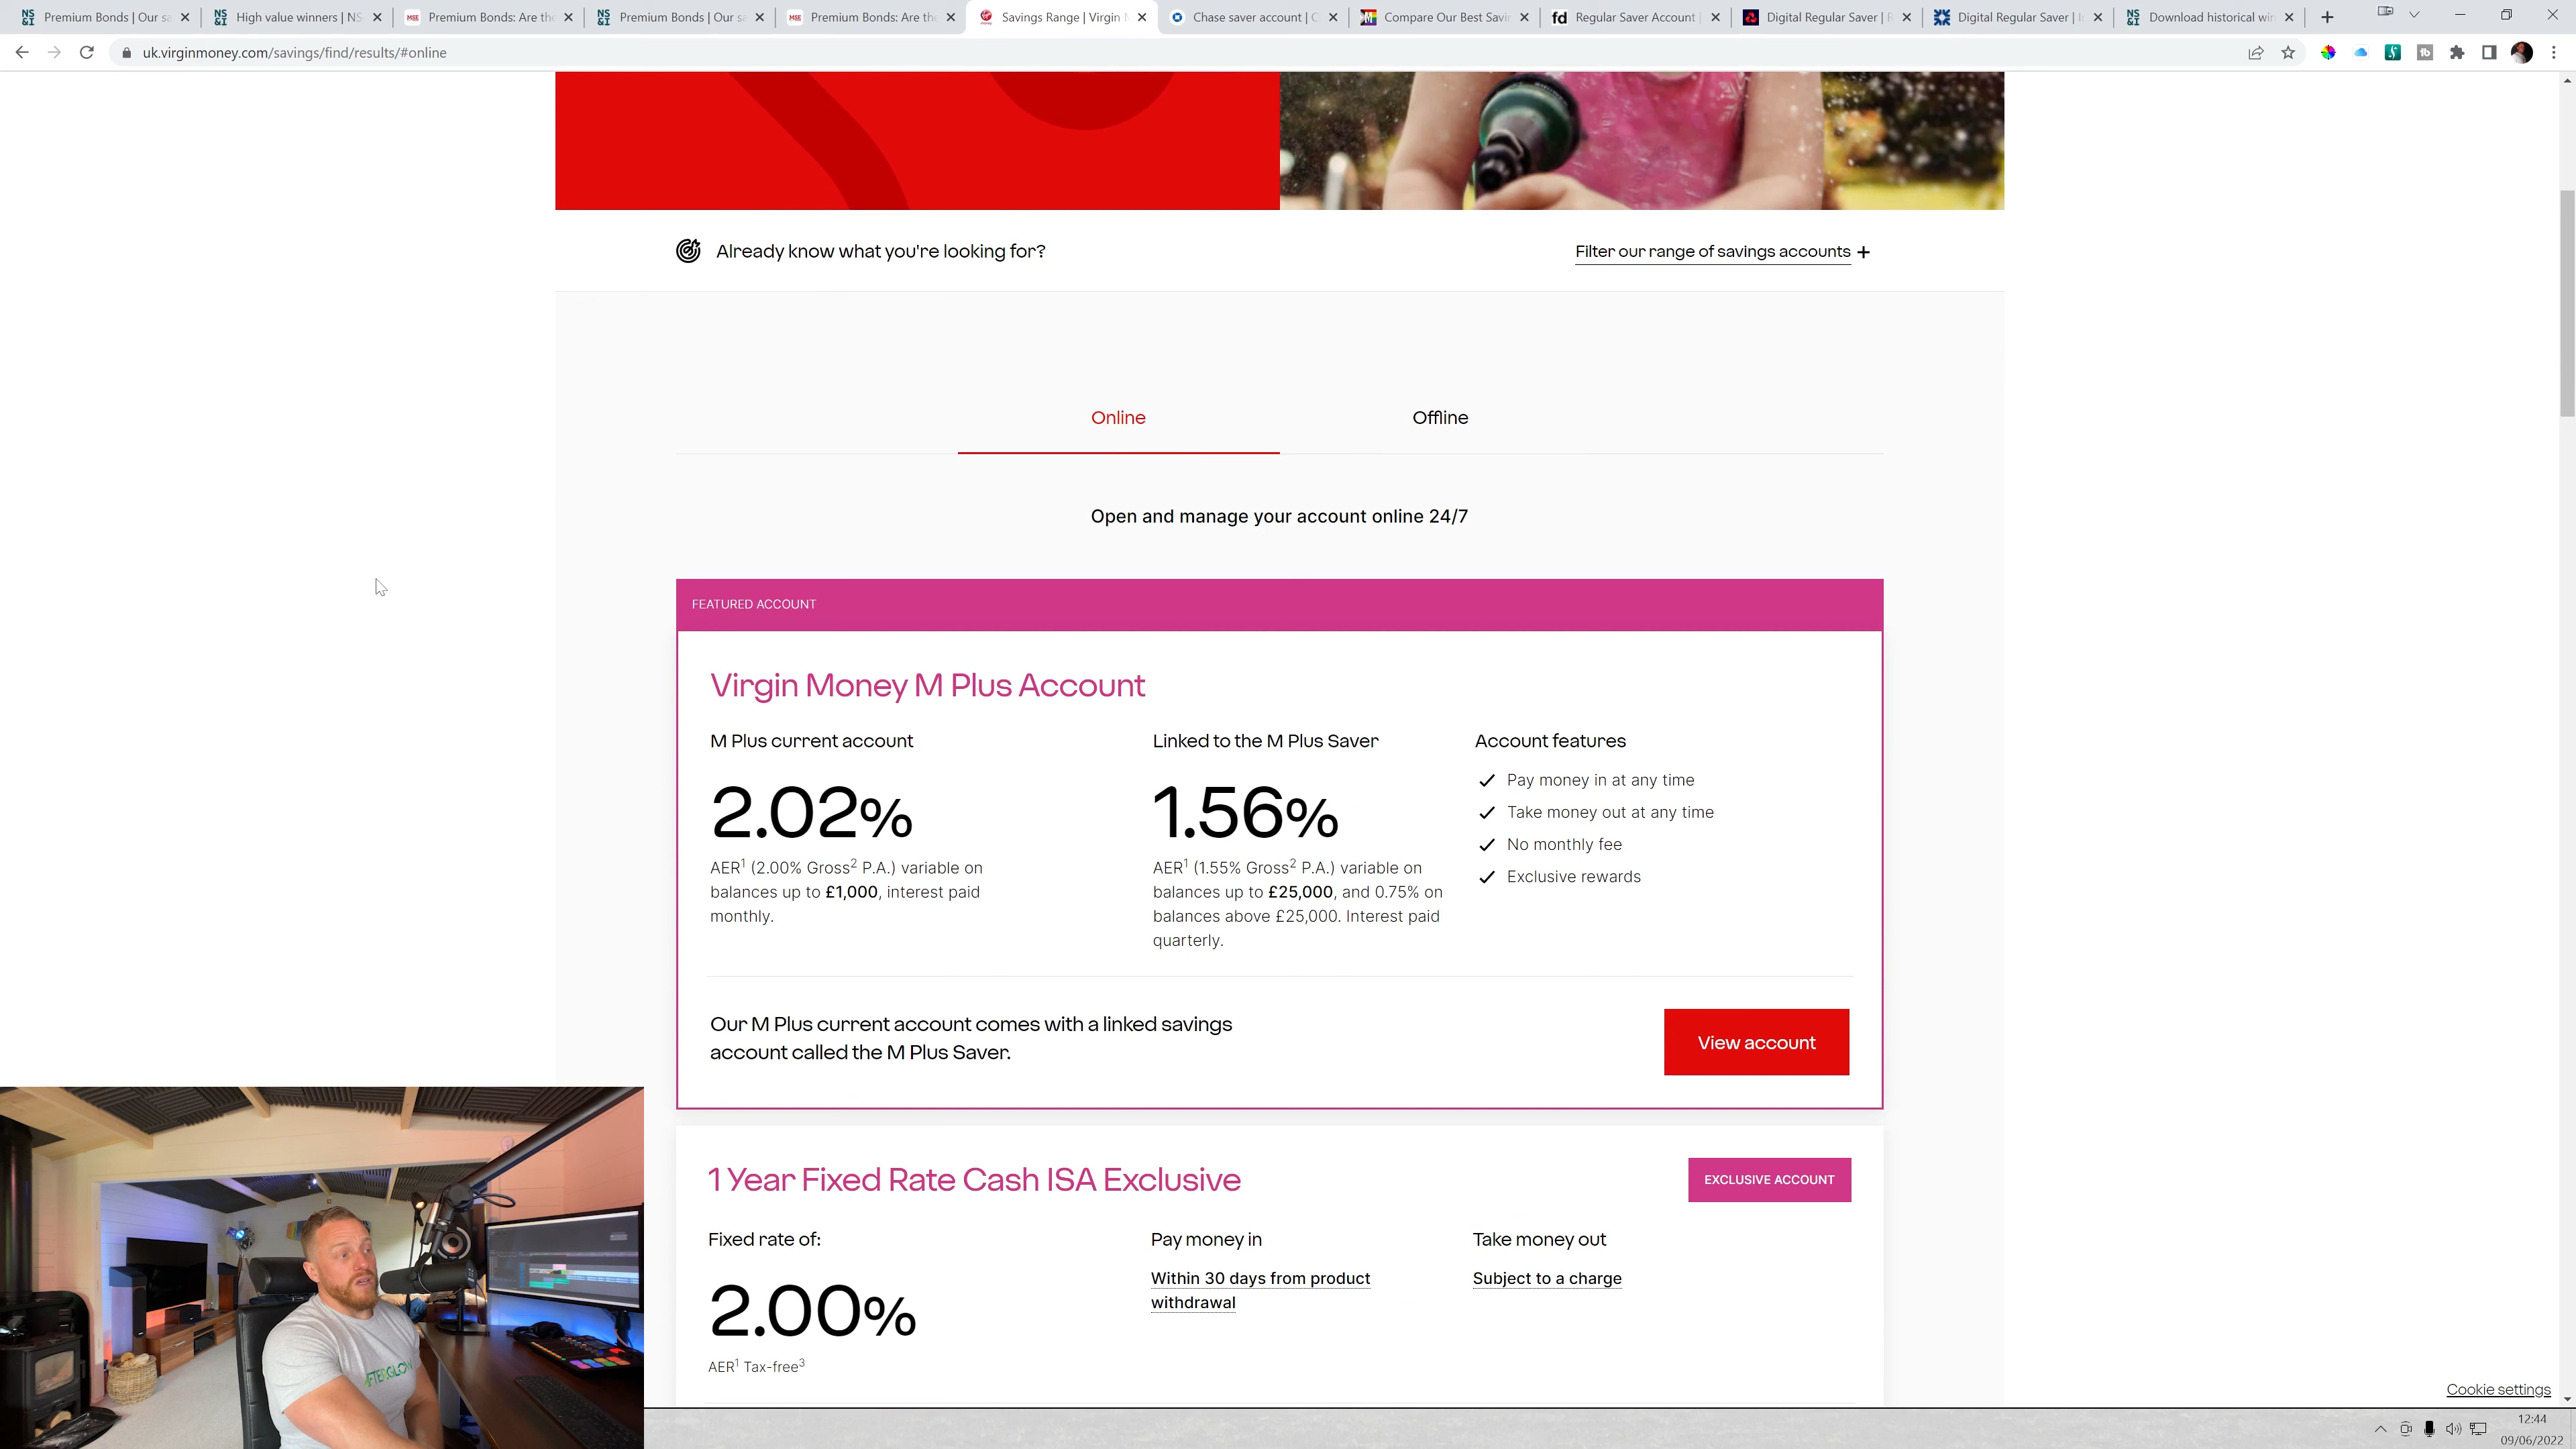 Premium Bonds | Our sa
High value winners | NS
Premium Bonds: Are the
Premium Bonds | Our sa
Premium Bonds: Are the
Savings Range | Virgin M
Chase saver account | C
Compare Our Best Savin
Regular Saver Account |
Digital Regular Saver | R
Digital Regular Saver |
Download historical win
uk.virginmoney.com/savings/find/results/#online
Already know what you're looking for?
Filter our range of savings accounts +
Online
Offline
Open and manage your account online 24/7
FEATURED ACCOUNT
Virgin Money M Plus Account
M Plus current account
Linked to the M Plus Saver
Account features
2.02%
1.56%
Pay money in at any time
Take money out at any time
No monthly fee
Exclusive rewards
AER¹ (2.00% Gross² P.A.) variable on
balances up to £1,000, interest paid
monthly.
AER¹ (1.55% Gross² P.A.) variable on
balances up to £25,000, and 0.75% on
balances above £25,000. Interest paid
quarterly.
Our M Plus current account comes with a linked savings
account called the M Plus Saver.
View account
1 Year Fixed Rate Cash ISA Exclusive
EXCLUSIVE ACCOUNT
Fixed rate of:
Pay money in
Take money out
2.00%
Within 30 days from product
withdrawal
Subject to a charge
AER¹ Tax-free³
AFTERGLOW
Cookie settings
12:44
09/06/2022